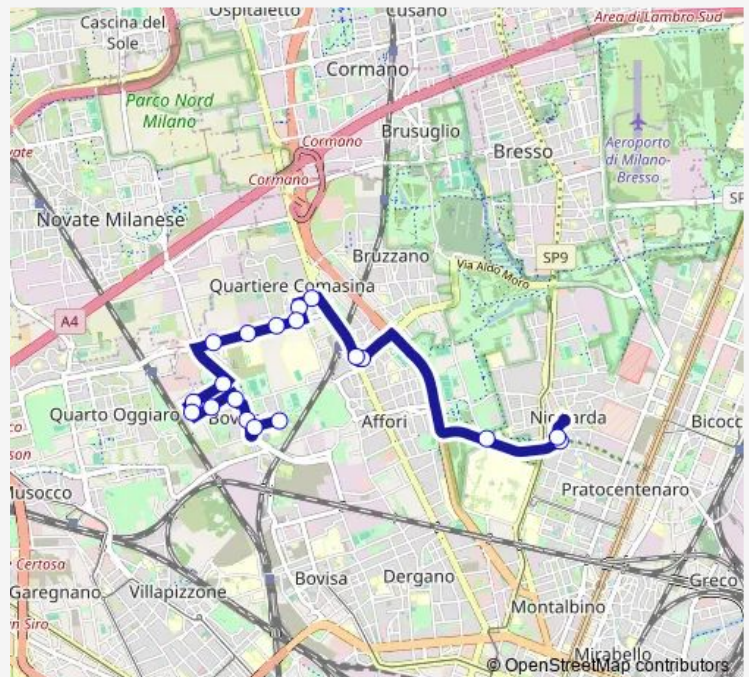 Ospitaletto
Cusano
Area di Lambro Sud
Cascina del
Sole
Cormano
Parco Nord
Milano
Brusuglio
Cormano
Bresso
Aeroporto
di Milano-
Bresso
Cormano
SP
Novate Milanese
Bruzzano
SP9
Via Aldo Moro
Quartiere Comasina
A4
Quarto Oggiaro
Affori
Bicocc
Musocco
Pratocentenaro
e Certosa
Garegnano
Villapizzone
Bovisa
Dergano
Greco
Montalbino
Mirabello
© OpenStreetMap contributors